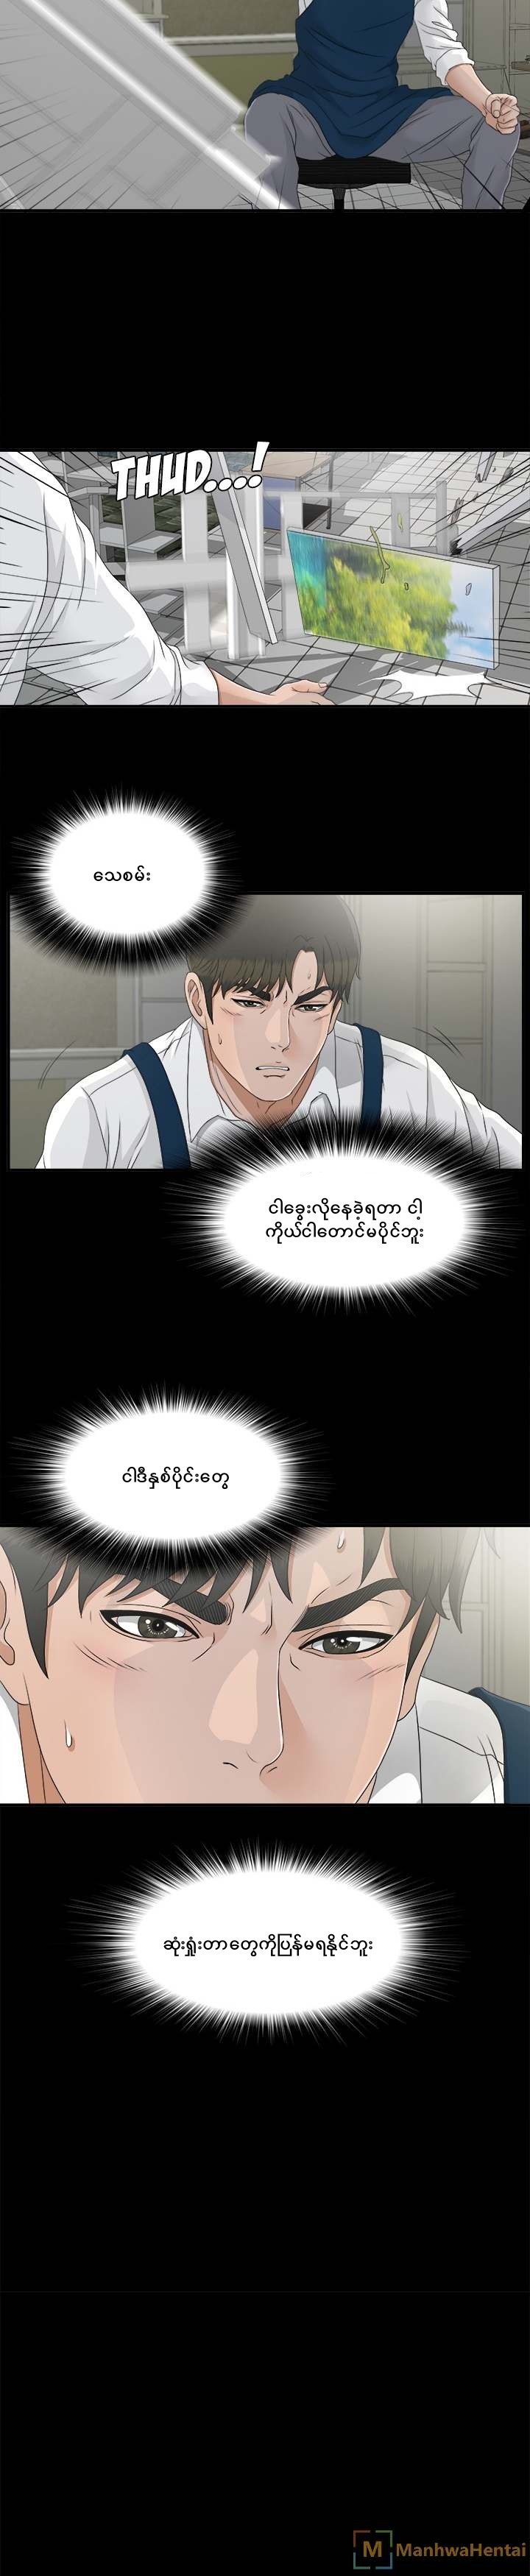 THUD....!
သေစမ်း
ငါခွေးလိုနေခဲ့ရတာ ငါ့
ကိုယ်ငါတောင်မပိုင်ဘူး
ငါဒီနှစ်ပိုင်းတွေ
ဆုံးရှုံးတာတွေကိုပြန်မရနိုင်ဘူး
M ManhwaHentai